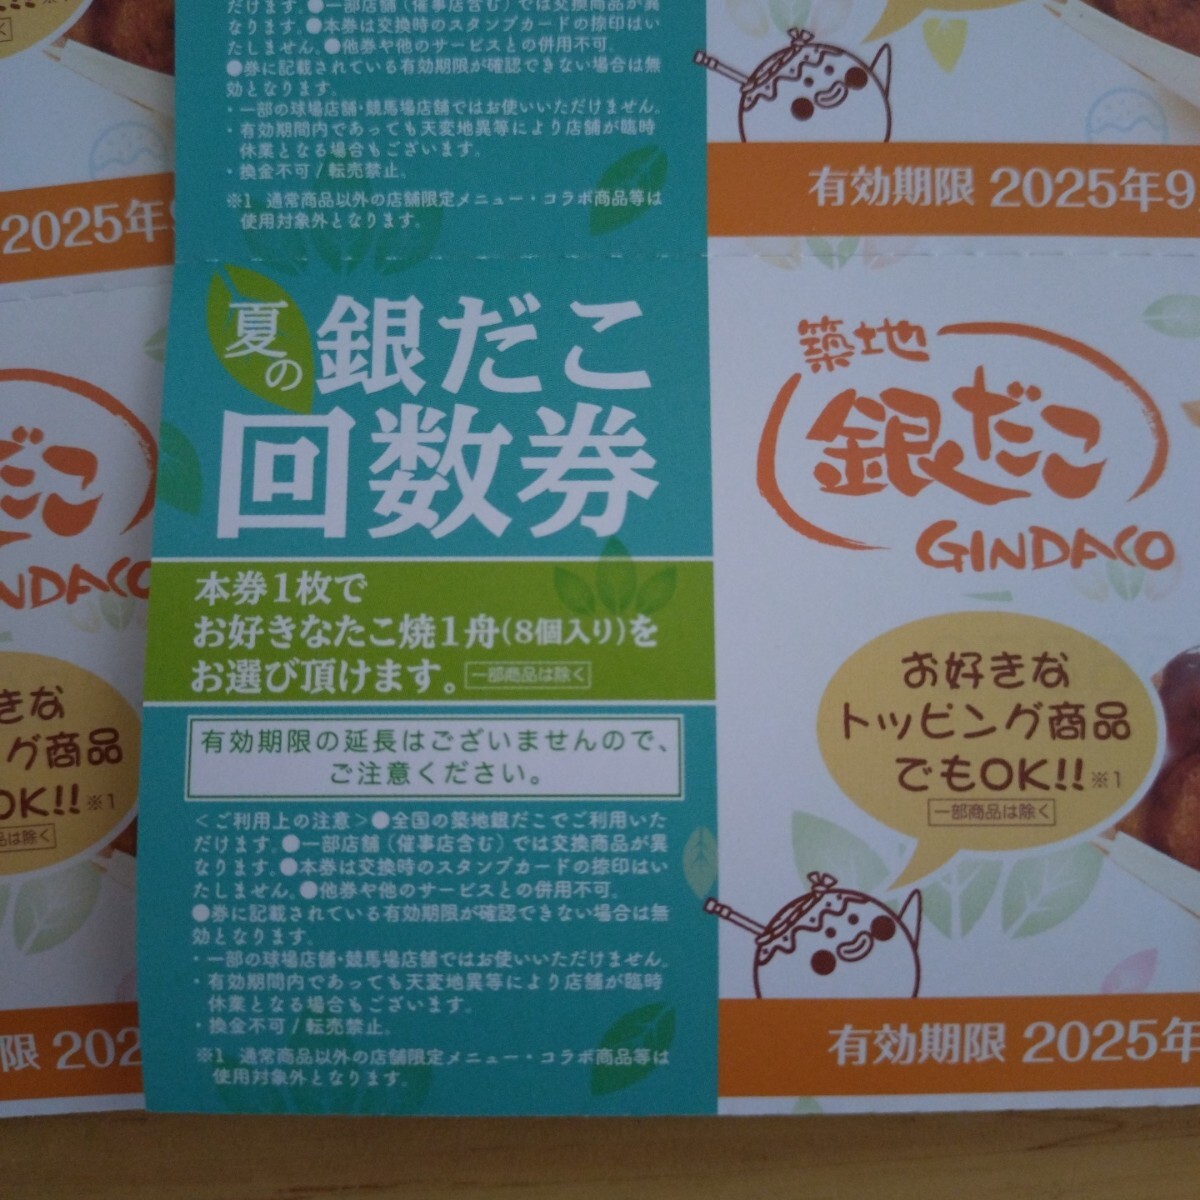 だけます。●一部店舗（催事店含む）では交換商品が異
なります。●本券は交換時のスタンプカードの捺印はい
たしません。●他券や他のサービスとの併用不可。
●券に記載されている有効期限が確認できない場合は無
効となります。
・一部の球場店舗・競馬場店舗ではお使いいただけません。
・有効期間内であっても天変地異等により店舗が臨時
休業となる場合もございます。
・換金不可/転売禁止。
※1 通常商品以外の店舗限定メニュー・コラボ商品等は
使用対象外となります。
有効期限 2025年9
2025年
夏の銀だこ
回数券
本券1枚で
お好きなたこ焼1舟(8個入り)を
お選び頂けます。 一部商品は除く
有効期限の延長はございませんので、
ご注意ください。
＜ご利用上の注意＞●全国の築地銀だこでご利用いた
だけます。●一部店舗（催事店含む）では交換商品が異
なります。●本券は交換時のスタンプカードの捺印はい
たしません。●他券や他のサービスとの併用不可。
●券に記載されている有効期限が確認できない場合は無
効となります。
・一部の球場店舗・競馬場店舗ではお使いいただけません。
・有効期間内であっても天変地異等により店舗が臨時
休業となる場合もございます。
・換金不可/転売禁止。
※1 通常商品以外の店舗限定メニュー・コラボ商品等は
使用対象外となります。
築地
銀だこ
GINDACO
お好きな
トッピング商品
でもOK!!※1
一部商品は除く
有効期限 2025年
だこ
NDACO
きな
グ商品
OK!!※1
品は除く
限 202